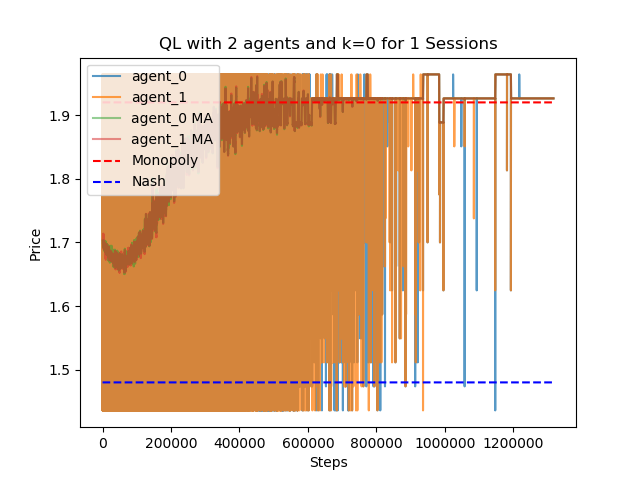 QL with 2 agents and k=0 for 1 Sessions
agent_0
agent_1
agent_0 MA
agent_1 MA
Monopoly
Nash
1.9
1.8
1.7
1.6
1.5
Price
0
200000
400000
600000
800000
1000000
1200000
Steps